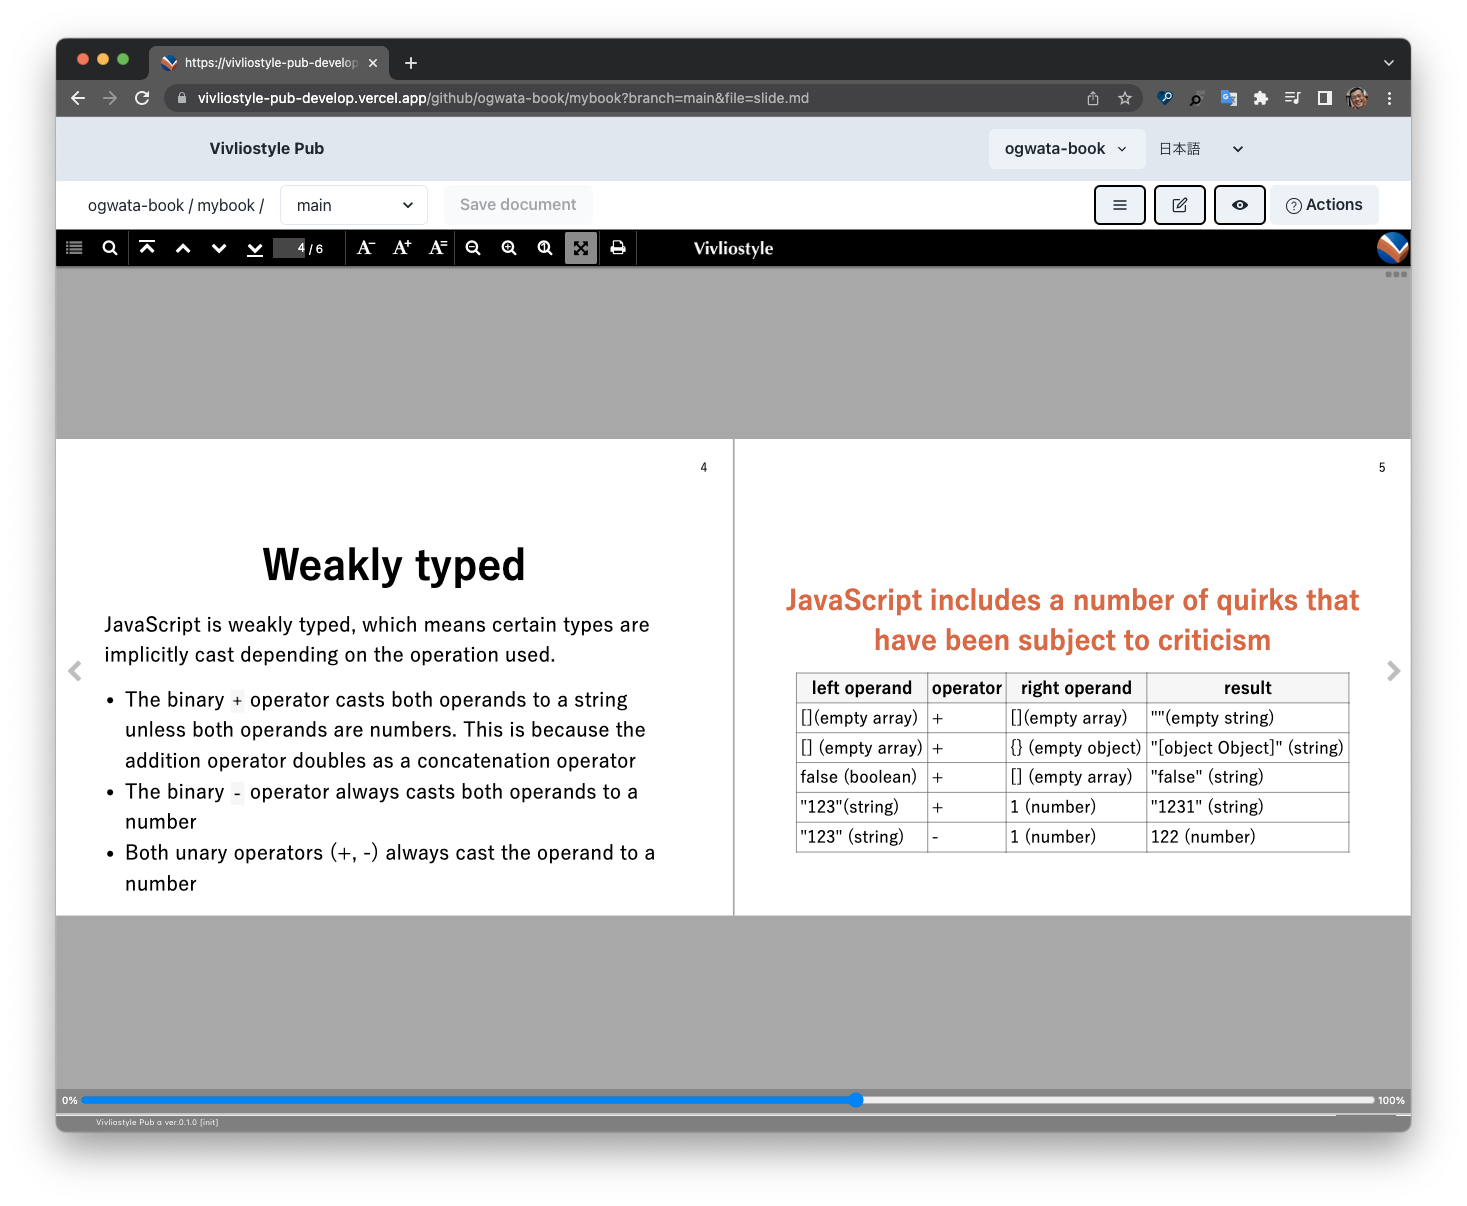 https://vivliostyle-pub-develop
vivliostyle-pub-develop.vercel.app/github/ogwata-book/mybook?branch=main&file=slide.md
Vivliostyle Pub
ogwata-book
日本語
ogwata-book / mybook /
main
Save document
Actions
4 / 6
A-
A+
A=
Vivliostyle
4
Weakly typed
JavaScript is weakly typed, which means certain types are
implicitly cast depending on the operation used.
• The binary + operator casts both operands to a string
unless both operands are numbers. This is because the
addition operator doubles as a concatenation operator
• The binary - operator always casts both operands to a
number
• Both unary operators (+, -) always cast the operand to a
number
5
JavaScript includes a number of quirks that
have been subject to criticism
left operand operator right operand result
[](empty array) + [](empty array) ""(empty string)
[] (empty array) + {} (empty object) "[object Object]" (string)
false (boolean) + [] (empty array) "false" (string)
"123"(string) + 1 (number) "1231" (string)
"123" (string) - 1 (number) 122 (number)
0%
100%
Vivliostyle Pub α ver.0.1.0 [init]